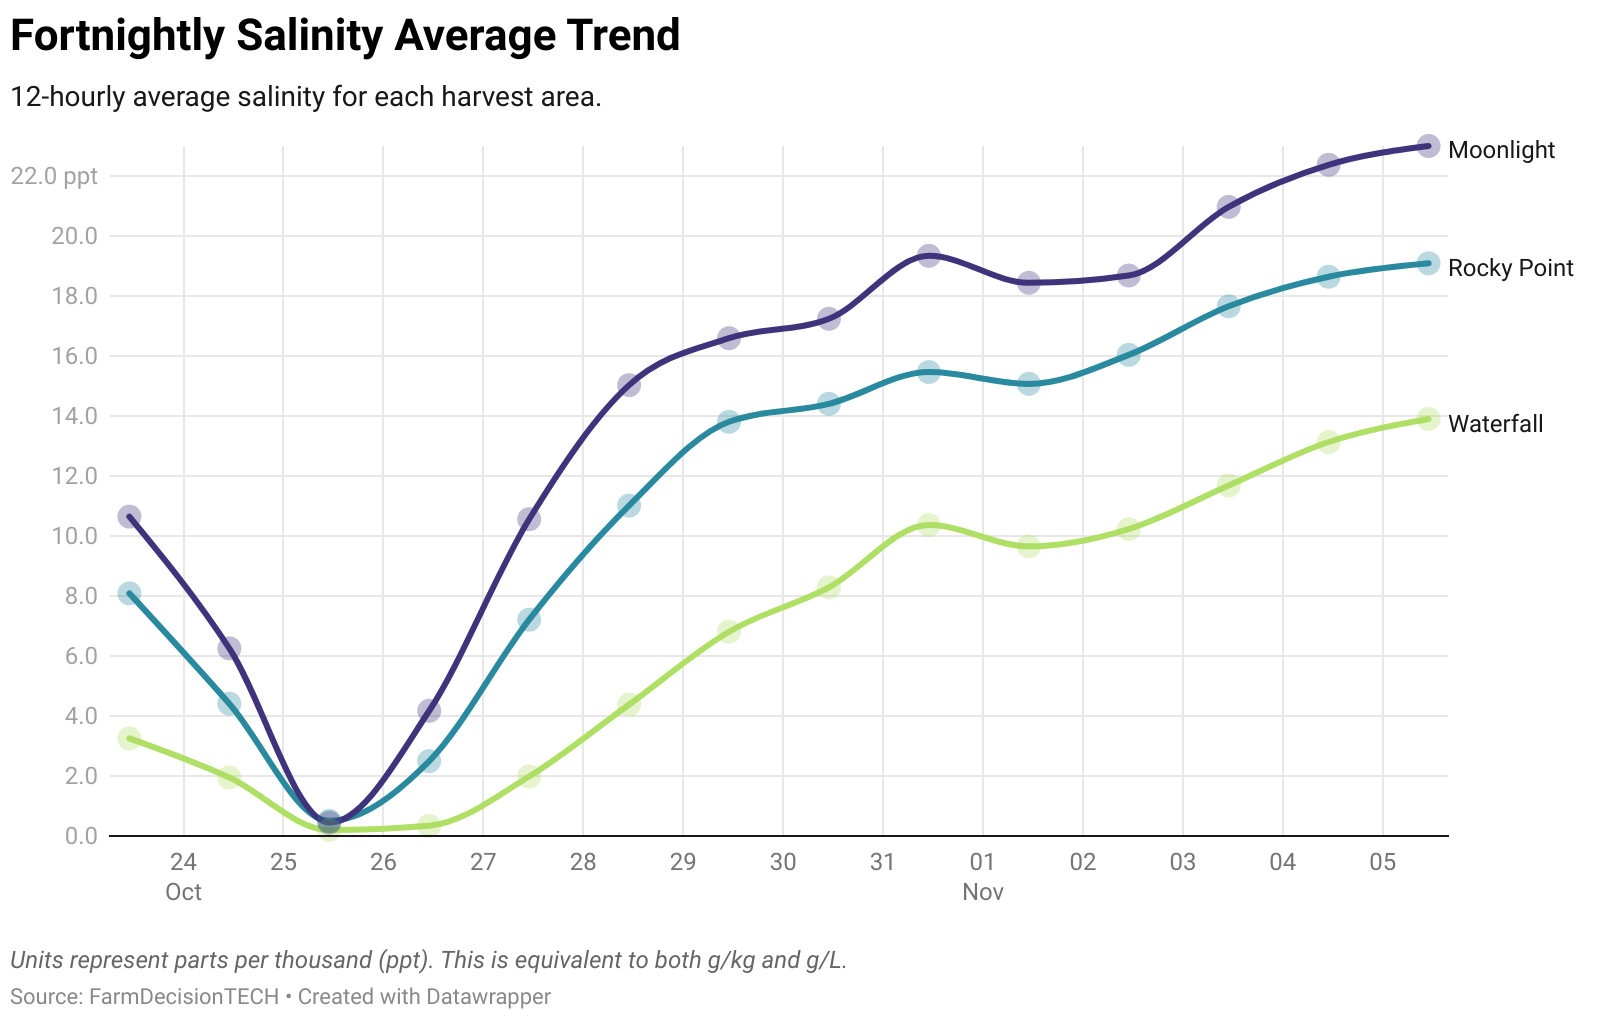 Fortnightly Salinity Average Trend
12-hourly average salinity for each harvest area.
Moonlight
22.0 ppt
20.0
Rocky Point
18.0
16.0
14.0
Waterfall
12.0
10.0
8.0
6.0
4.0
2.0
0.0
24 25 26 27 28 29 30 31 01 02 03 04 05
Oct Nov
Units represent parts per thousand (ppt). This is equivalent to both g/kg and g/L.
Source: FarmDecisionTECH • Created with Datawrapper